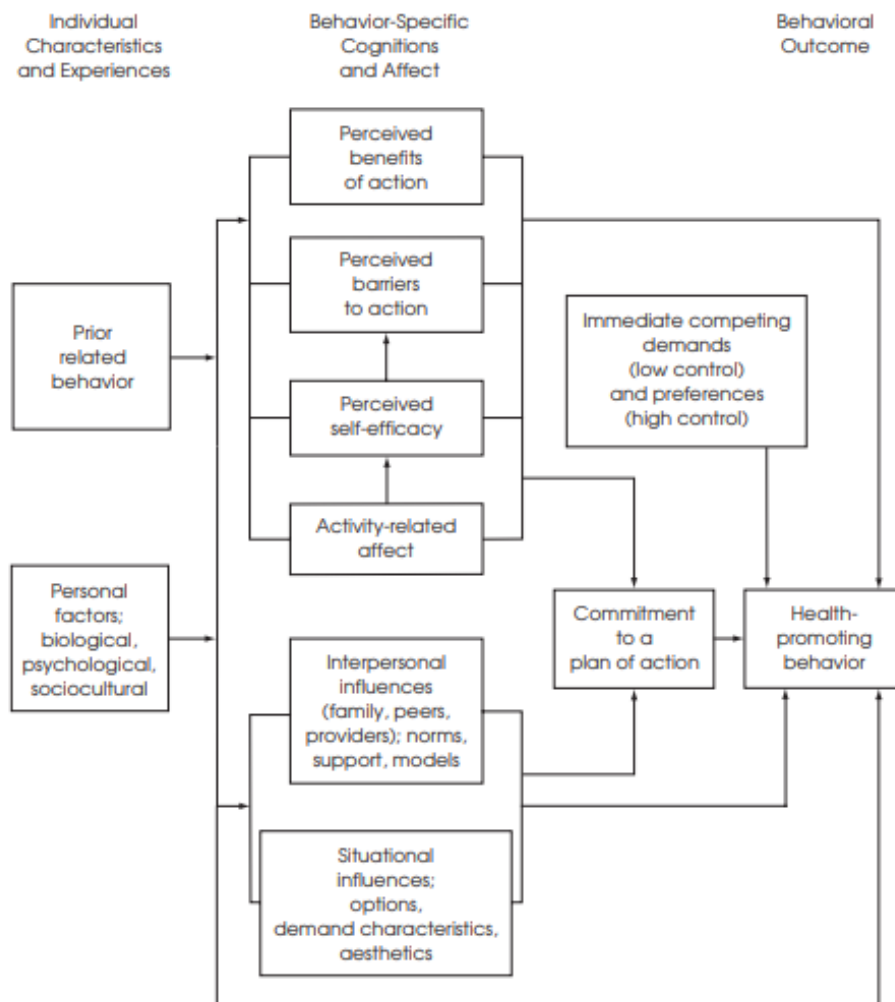 Individual
Characteristics
and Experiences
Behavior-Specific
Cognitions
and Affect
Behavioral
Outcome
Perceived
benefits
of action
Perceived
barriers
to action
Prior
related
behavior
Immediate competing
demands
(low control)
and preferences
(high control)
Perceived
self-efficacy
Activity-related
affect
Personal
factors;
biological,
psychological,
sociocultural
Commitment
to a
plan of action
Health-
promoting
behavior
Interpersonal
influences
(family, peers,
providers); norms,
support, models
Situational
influences;
options,
demand characteristics,
aesthetics